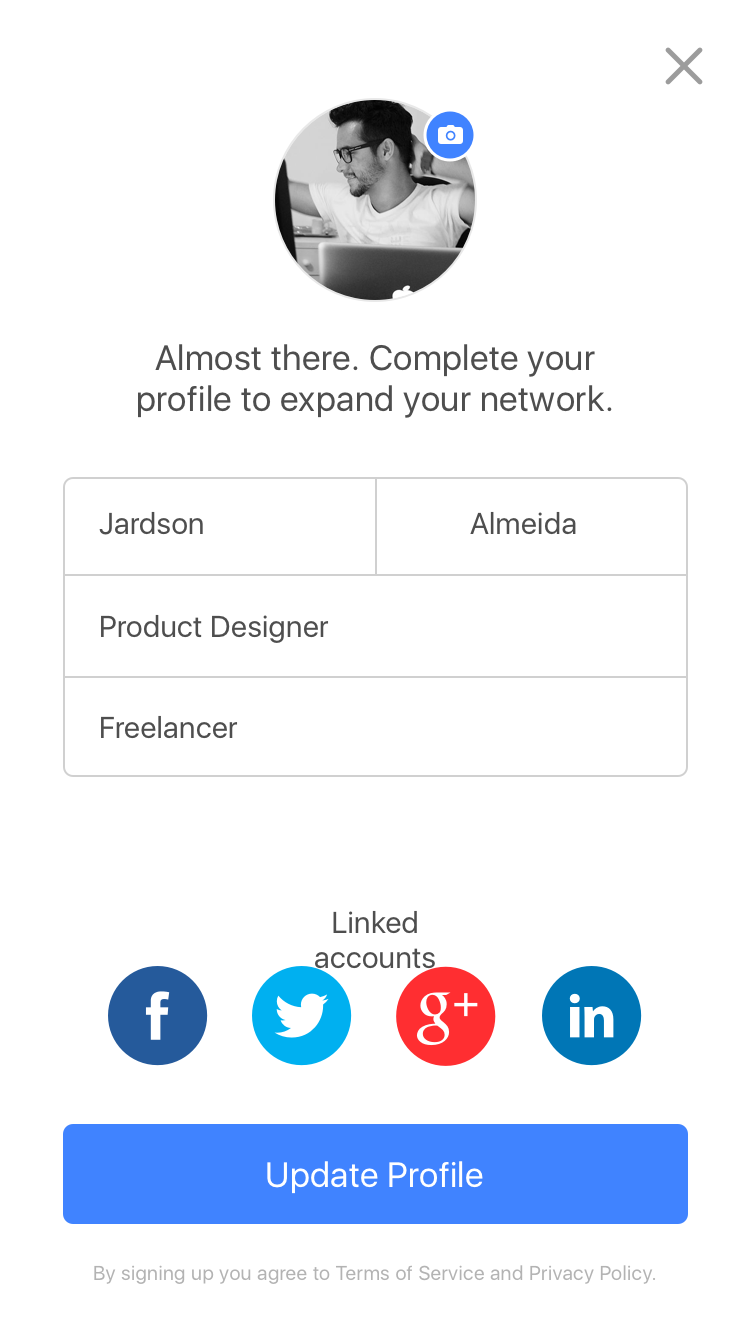 Almost there. Complete your
profile to expand your network.
Jardson Almeida
Product Designer
Freelancer
Linked
accounts
f g+ in
Update Profile
By signing up you agree to Terms of Service and Privacy Policy.